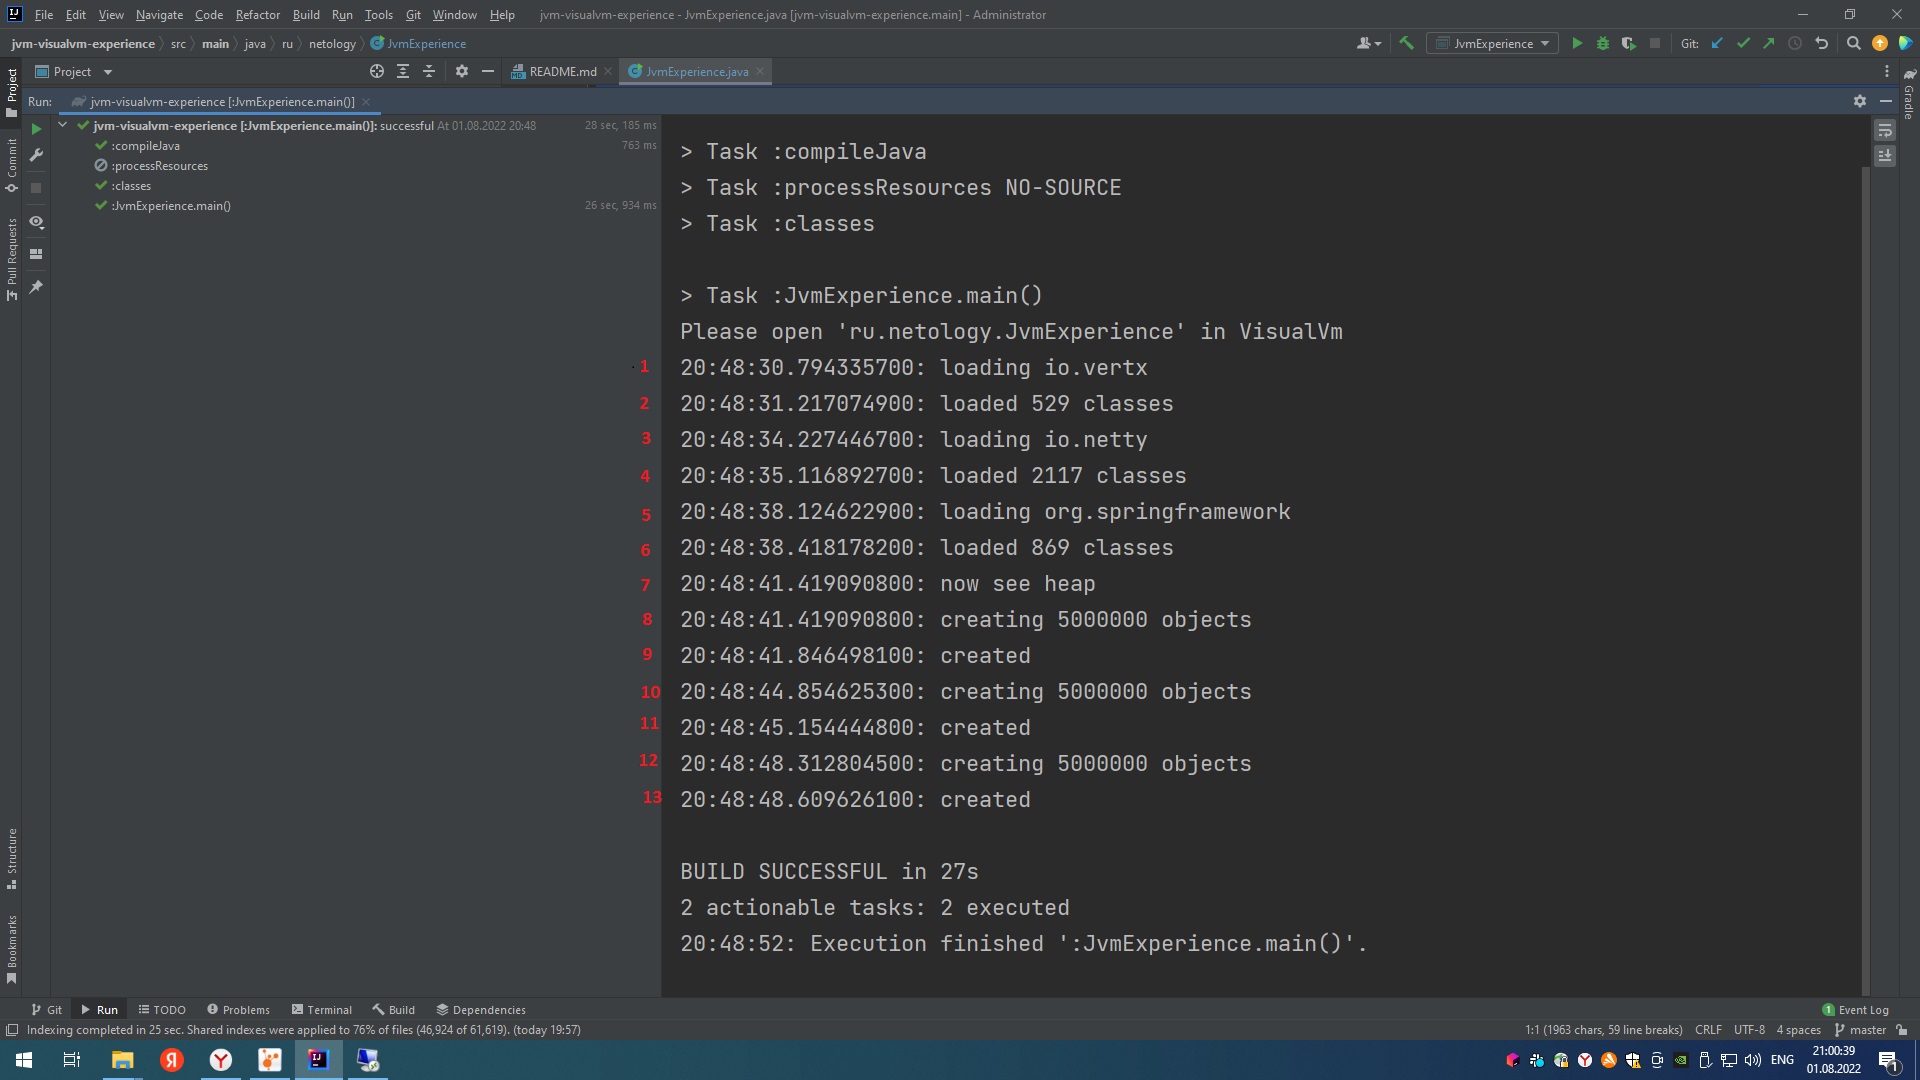 File Edit View Navigate Code Refactor Build Run Tools Git Window Help jvm-visualvm-experience - JvmExperience.java [jvm-visualvm-experience.main] - Administrator
jvm-visualvm-experience src main java ru netology JvmExperience JvmExperience Git:
Project README.md JvmExperience.java
Run: jvm-visualvm-experience [:JvmExperience.main()]
jvm-visualvm-experience [:JvmExperience.main()]: successful At 01.08.2022 20:48 28 sec, 185 ms
:compileJava 763 ms
:processResources
:classes
:JvmExperience.main() 26 sec, 934 ms
> Task :compileJava
> Task :processResources NO-SOURCE
> Task :classes
> Task :JvmExperience.main()
Please open 'ru.netology.JvmExperience' in VisualVm
1 20:48:30.794335700: loading io.vertx
2 20:48:31.217074900: loaded 529 classes
3 20:48:34.227446700: loading io.netty
4 20:48:35.116892700: loaded 2117 classes
5 20:48:38.124622900: loading org.springframework
6 20:48:38.418178200: loaded 869 classes
7 20:48:41.419090800: now see heap
8 20:48:41.419090800: creating 5000000 objects
9 20:48:41.846498100: created
10 20:48:44.854625300: creating 5000000 objects
11 20:48:45.154444800: created
12 20:48:48.312804500: creating 5000000 objects
13 20:48:48.609626100: created
BUILD SUCCESSFUL in 27s
2 actionable tasks: 2 executed
20:48:52: Execution finished ':JvmExperience.main()'.
Project
Commit
Pull Requests
Structure
Bookmarks
Gradle
Git Run TODO Problems Terminal Build Dependencies 1 Event Log
Indexing completed in 25 sec. Shared indexes were applied to 76% of files (46,924 of 61,619). (today 19:57) 1:1 (1963 chars, 59 line breaks) CRLF UTF-8 4 spaces master
ENG 21:00:39
01.08.2022 1